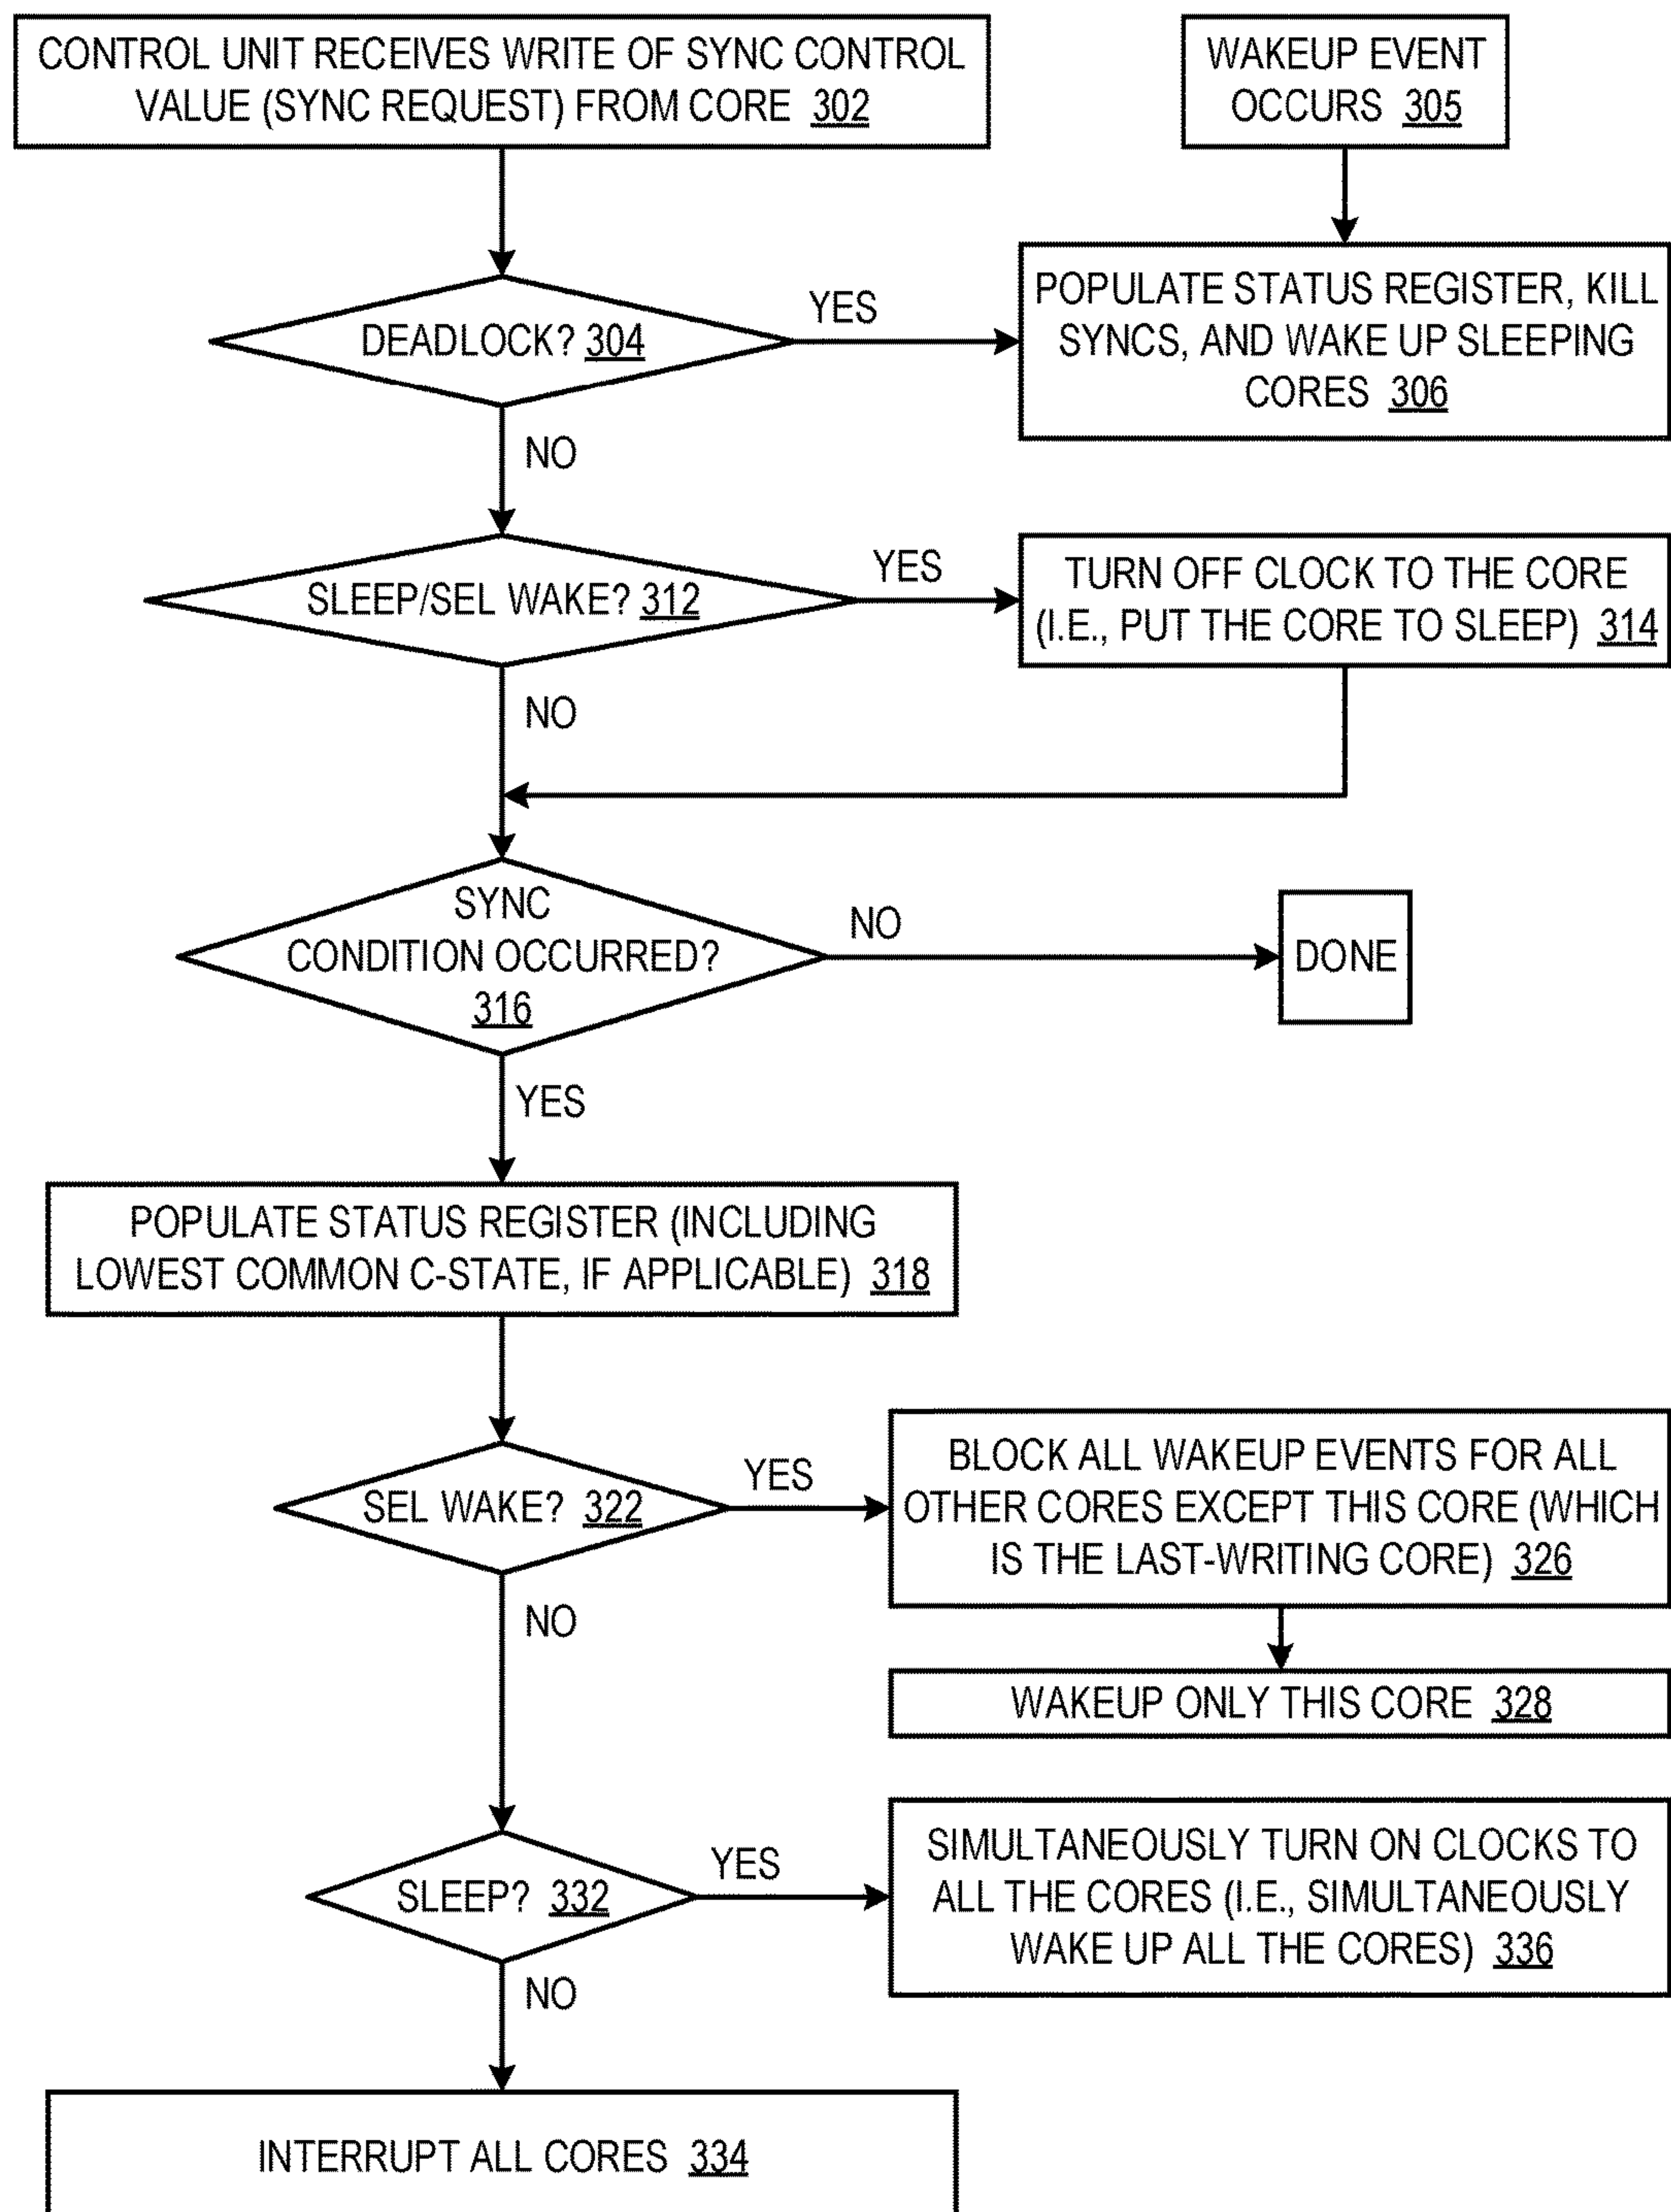 CONTROL UNIT RECEIVES WRITE OF SYNC CONTROL
VALUE (SYNC REQUEST) FROM CORE 302
WAKEUP EVENT
OCCURS 305
DEADLOCK? 304
YES
POPULATE STATUS REGISTER, KILL
SYNCS, AND WAKE UP SLEEPING
CORES 306
NO
SLEEP/SEL WAKE? 312
YES
TURN OFF CLOCK TO THE CORE
(I.E., PUT THE CORE TO SLEEP) 314
NO
SYNC
CONDITION OCCURRED?
316
NO
DONE
YES
POPULATE STATUS REGISTER (INCLUDING
LOWEST COMMON C-STATE, IF APPLICABLE) 318
SEL WAKE? 322
YES
BLOCK ALL WAKEUP EVENTS FOR ALL
OTHER CORES EXCEPT THIS CORE (WHICH
IS THE LAST-WRITING CORE) 326
NO
WAKEUP ONLY THIS CORE 328
SLEEP? 332
YES
SIMULTANEOUSLY TURN ON CLOCKS TO
ALL THE CORES (I.E., SIMULTANEOUSLY
WAKE UP ALL THE CORES) 336
NO
INTERRUPT ALL CORES 334